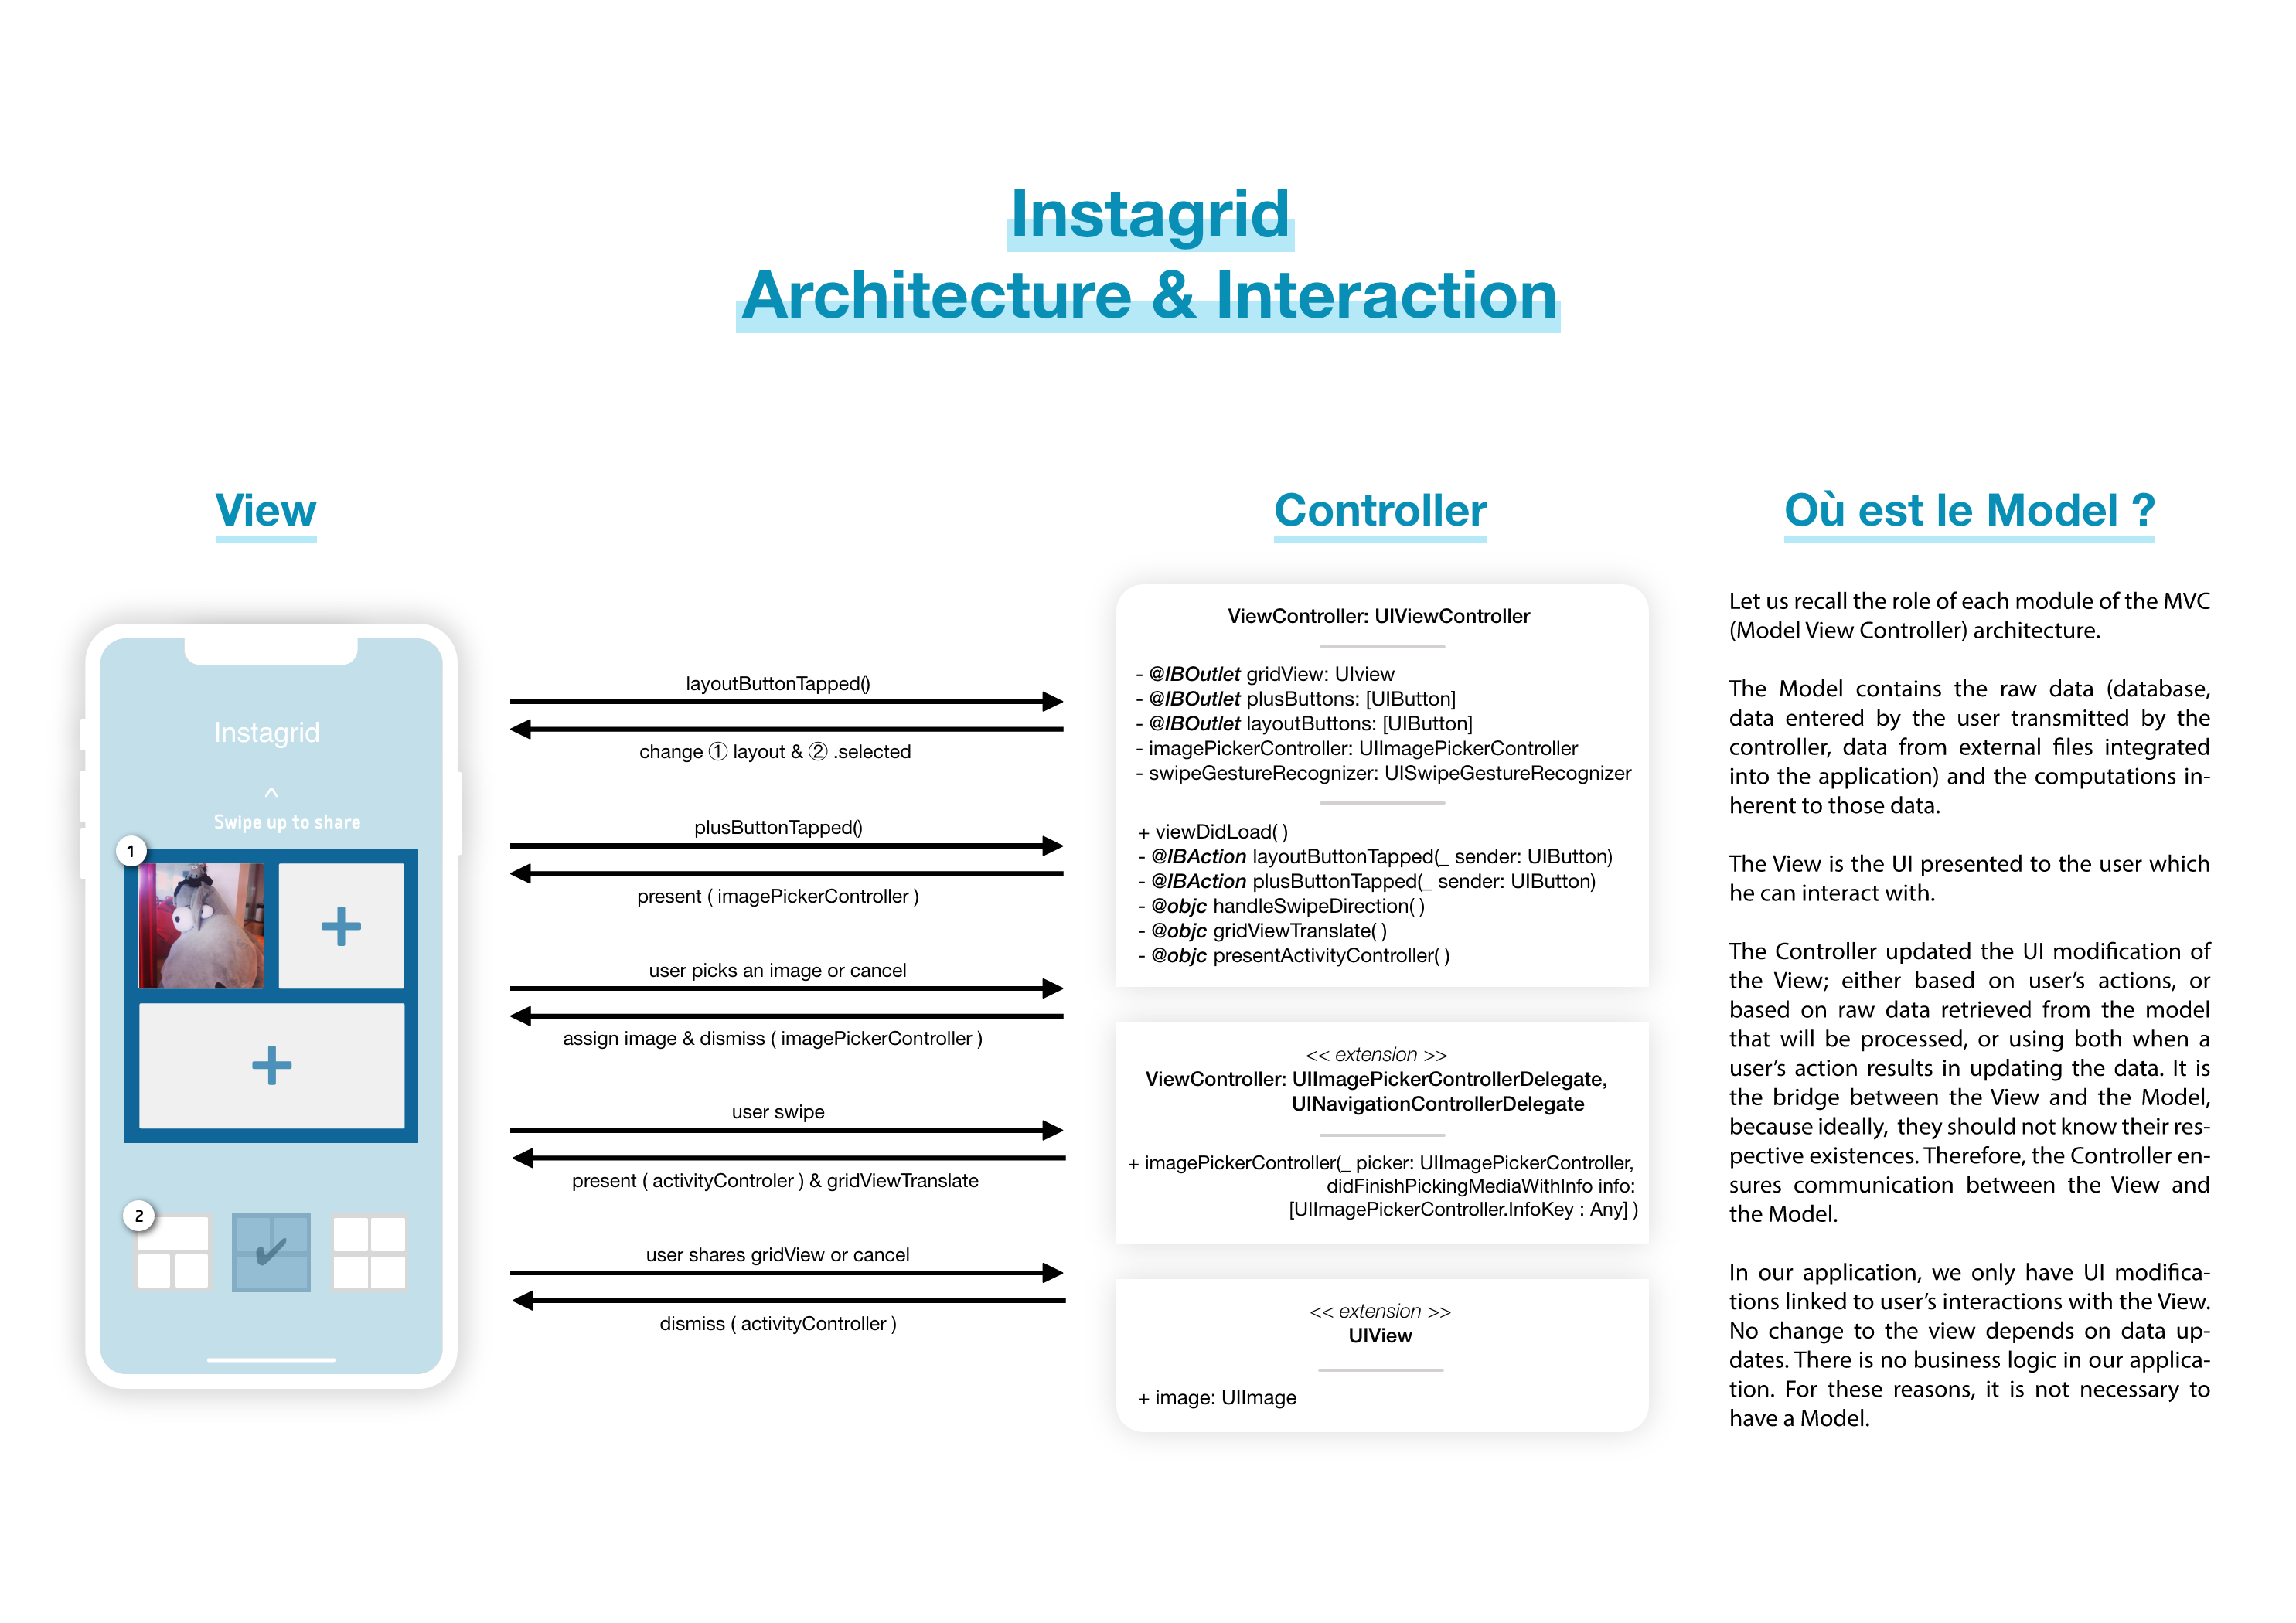 Instagrid
Architecture & Interaction
View
Instagrid
^
Swipe up to share
1
2
layoutButtonTapped()
change ① layout & ② .selected
plusButtonTapped()
present ( imagePickerController )
user picks an image or cancel
assign image & dismiss ( imagePickerController )
user swipe
present ( activityControler ) & gridViewTranslate
user shares gridView or cancel
dismiss ( activityController )
Controller
ViewController: UIViewController
- @IBOutlet gridView: UIview
- @IBOutlet plusButtons: [UIButton]
- @IBOutlet layoutButtons: [UIButton]
- imagePickerController: UIImagePickerController
- swipeGestureRecognizer: UISwipeGestureRecognizer
+ viewDidLoad( )
- @IBAction layoutButtonTapped(_ sender: UIButton)
- @IBAction plusButtonTapped(_ sender: UIButton)
- @objc handleSwipeDirection( )
- @objc gridViewTranslate( )
- @objc presentActivityController( )
<< extension >>
ViewController: UIImagePickerControllerDelegate,
UINavigationControllerDelegate
+ imagePickerController(_ picker: UIImagePickerController,
didFinishPickingMediaWithInfo info:
[UIImagePickerController.InfoKey : Any] )
<< extension >>
UIView
+ image: UIImage
Où est le Model ?
Let us recall the role of each module of the MVC
(Model View Controller) architecture.
The Model contains the raw data (database,
data entered by the user transmitted by the
controller, data from external files integrated
into the application) and the computations in-
herent to those data.
The View is the UI presented to the user which
he can interact with.
The Controller updated the UI modification of
the View; either based on user's actions, or
based on raw data retrieved from the model
that will be processed, or using both when a
user's action results in updating the data. It is
the bridge between the View and the Model,
because ideally, they should not know their res-
pective existences. Therefore, the Controller en-
sures communication between the View and
the Model.
In our application, we only have UI modifica-
tions linked to user's interactions with the View.
No change to the view depends on data up-
dates. There is no business logic in our applica-
tion. For these reasons, it is not necessary to
have a Model.